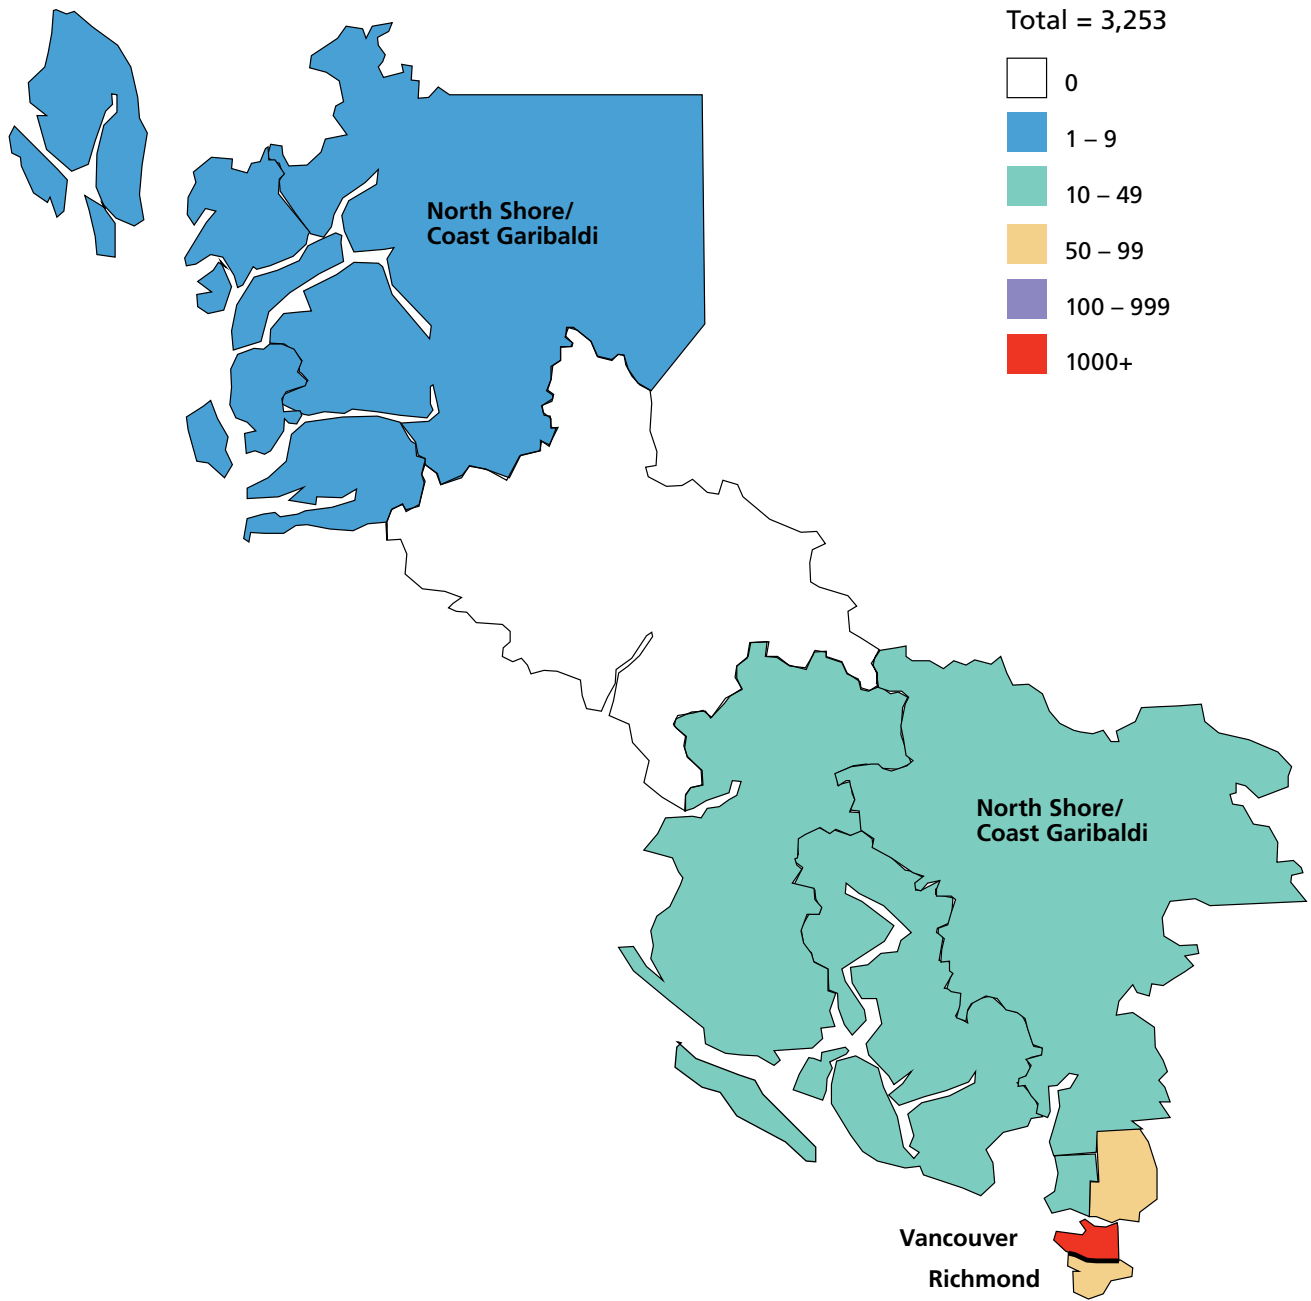 Total = 3,253
0
1 – 9
10 – 49
50 – 99
100 – 999
1000+
North Shore/
Coast Garibaldi
North Shore/
Coast Garibaldi
Vancouver
Richmond